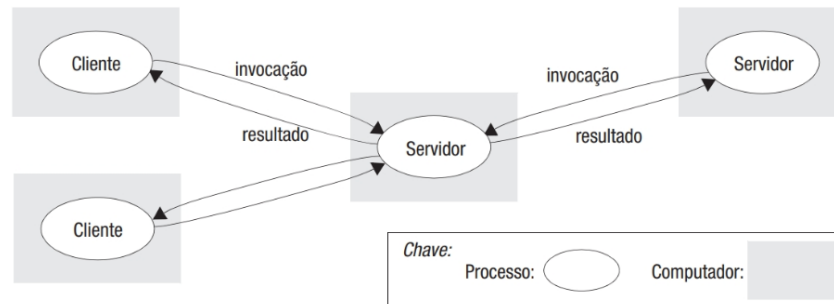 Cliente
invocação
resultado
Servidor
invocação
resultado
Servidor
Cliente
Chave:
Processo:
Computador: